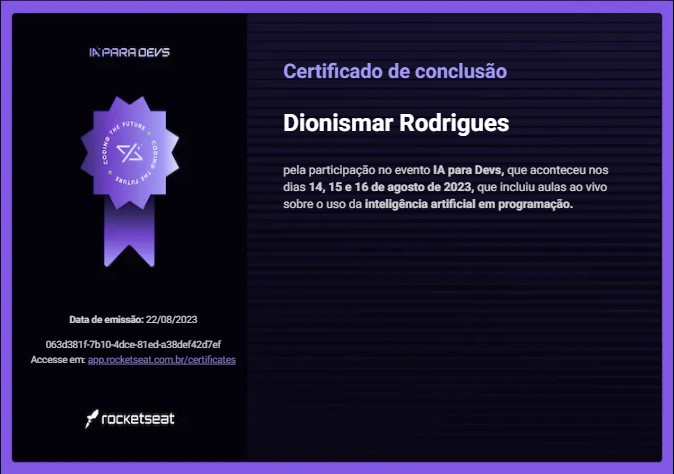 IA PARA DEVS
CODING THE FUTURE
CODING THE FUTURE
Data de emissão: 22/08/2023
063d381f-7b10-4dce-81ed-a38def42d7ef
Accesse em: app.rocketseat.com.br/certificates
rocketseat
Certificado de conclusão
Dionismar Rodrigues
pela participação no evento IA para Devs, que aconteceu nos
dias 14, 15 e 16 de agosto de 2023, que incluiu aulas ao vivo
sobre o uso da inteligência artificial em programação.